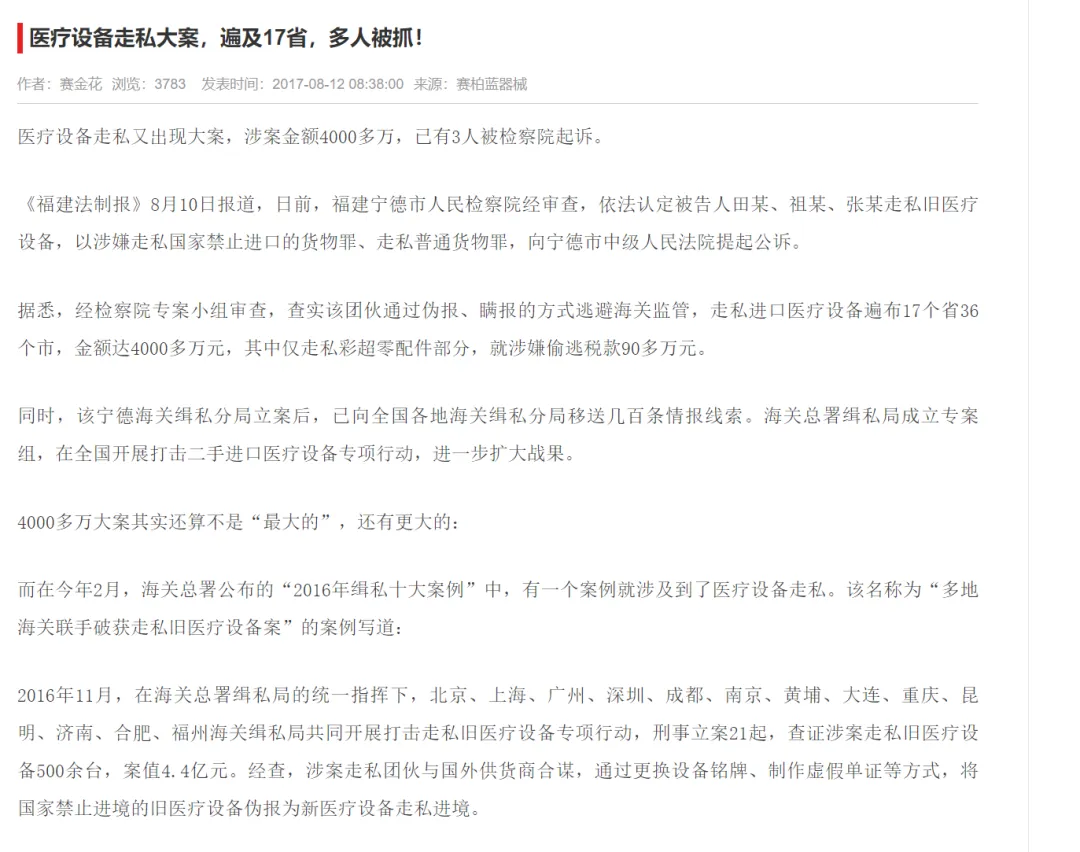 医疗设备走私大案，遍及17省，多人被抓！
作者：赛金花 浏览：3783 发表时间：2017-08-12 08:38:00 来源：赛柏蓝器械
医疗设备走私又出现大案，涉案金额4000多万，已有3人被检察院起诉。
《福建法制报》8月10日报道，日前，福建宁德市人民检察院经审查，依法认定被告人田某、祖某、张某走私旧医疗
设备，以涉嫌走私国家禁止进口的货物罪、走私普通货物罪，向宁德市中级人民法院提起公诉。
据悉，经检察院专案小组审查，查实该团伙通过伪报、瞒报的方式逃避海关监管，走私进口医疗设备遍布17个省36
个市，金额达4000多万元，其中仅走私彩超零配件部分，就涉嫌偷逃税款90多万元。
同时，该宁德海关缉私分局立案后，已向全国各地海关缉私分局移送几百条情报线索。海关总署缉私局成立专案
组，在全国开展打击二手进口医疗设备专项行动，进一步扩大战果。
4000多万大案其实还算不是“最大的”，还有更大的：
而在今年2月，海关总署公布的“2016年缉私十大案例”中，有一个案例就涉及到了医疗设备走私。该名称为“多地
海关联手破获走私旧医疗设备案”的案例写道：
2016年11月，在海关总署缉私局的统一指挥下，北京、上海、广州、深圳、成都、南京、黄埔、大连、重庆、昆
明、济南、合肥、福州海关缉私局共同开展打击走私旧医疗设备专项行动，刑事立案21起，查证涉案走私旧医疗设
备500余台，案值4.4亿元。经查，涉案走私团伙与国外供货商合谋，通过更换设备铭牌、制作虚假单证等方式，将
国家禁止进境的旧医疗设备伪报为新医疗设备走私进境。